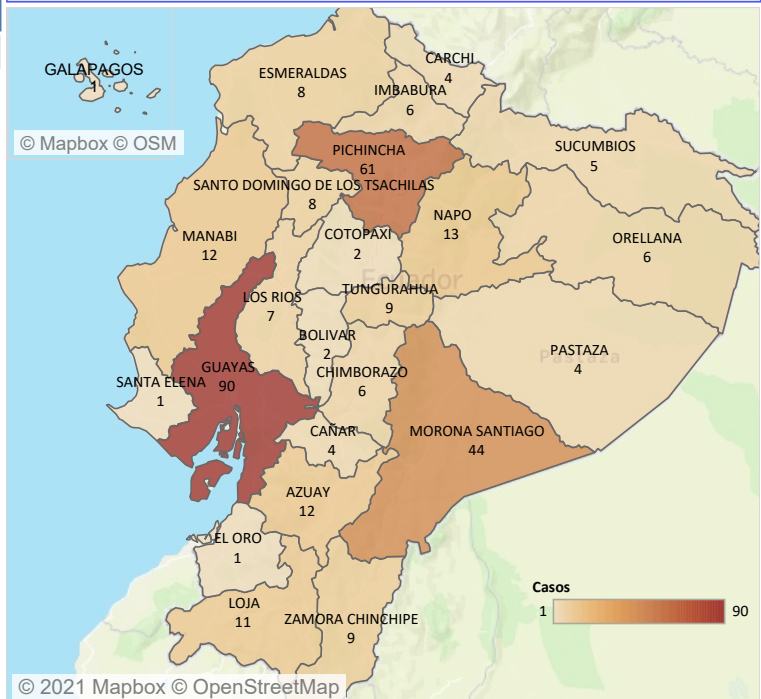 GALAPAGOS
1
© Mapbox © OSM
ESMERALDAS
8
CARCHI
4
IMBABURA
6
PICHINCHA
61
SUCUMBIOS
5
SANTO DOMINGO DE LOS TSACHILAS
8
NAPO
13
MANABI
12
COTOPAXI
2
ORELLANA
6
Ecuador
TUNGURAHUA
9
LOS RIOS
7
BOLIVAR
2
PASTAZA
4
Pastaza
GUAYAS
90
CHIMBORAZO
6
SANTA ELENA
1
CAÑAR
4
MORONA SANTIAGO
44
AZUAY
12
EL ORO
1
LOJA
11
ZAMORA CHINCHIPE
9
Casos
1 90
© 2021 Mapbox © OpenStreetMap